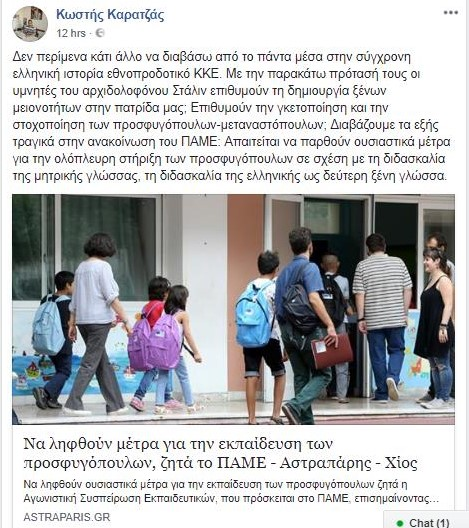 Κωστής Καρατζάς
12 hrs ·
Δεν περίμενα κάτι άλλο να διαβάσω από το πάντα μέσα στην σύγχρονη
ελληνική ιστορία εθνοπροδοτικό ΚΚΕ. Με την παρακάτω πρότασή τους οι
υμνητές του αρχιδολοφόνου Στάλιν επιθυμούν τη δημιουργία ξένων
μειονοτήτων στην πατρίδα μας; Επιθυμούν την γκετοποίηση και την
στοχοποίηση των προσφυγόπουλων-μεταναστόπουλων; Διαβάζουμε τα εξής
τραγικά στην ανακοίνωση του ΠΑΜΕ: Απαιτείται να παρθούν ουσιαστικά μέτρα
για την ολόπλευρη στήριξη των προσφυγόπουλων σε σχέση με τη διδασκαλία
της μητρικής γλώσσας, τη διδασκαλία της ελληνικής ως δεύτερη ξένη γλώσσα.
Να ληφθούν μέτρα για την εκπαίδευση των
προσφυγόπουλων, ζητά το ΠΑΜΕ - Αστραπάρης - Χίος
Να ληφθούν ουσιαστικά μέτρα για την εκπαίδευση των προσφυγόπουλων ζητά η
Αγωνιστική Συσπείρωση Εκπαιδευτικών, που πρόσκειται στο ΠΑΜΕ, επισημαίνοντας...
ASTRAPARIS.GR
Chat (1)